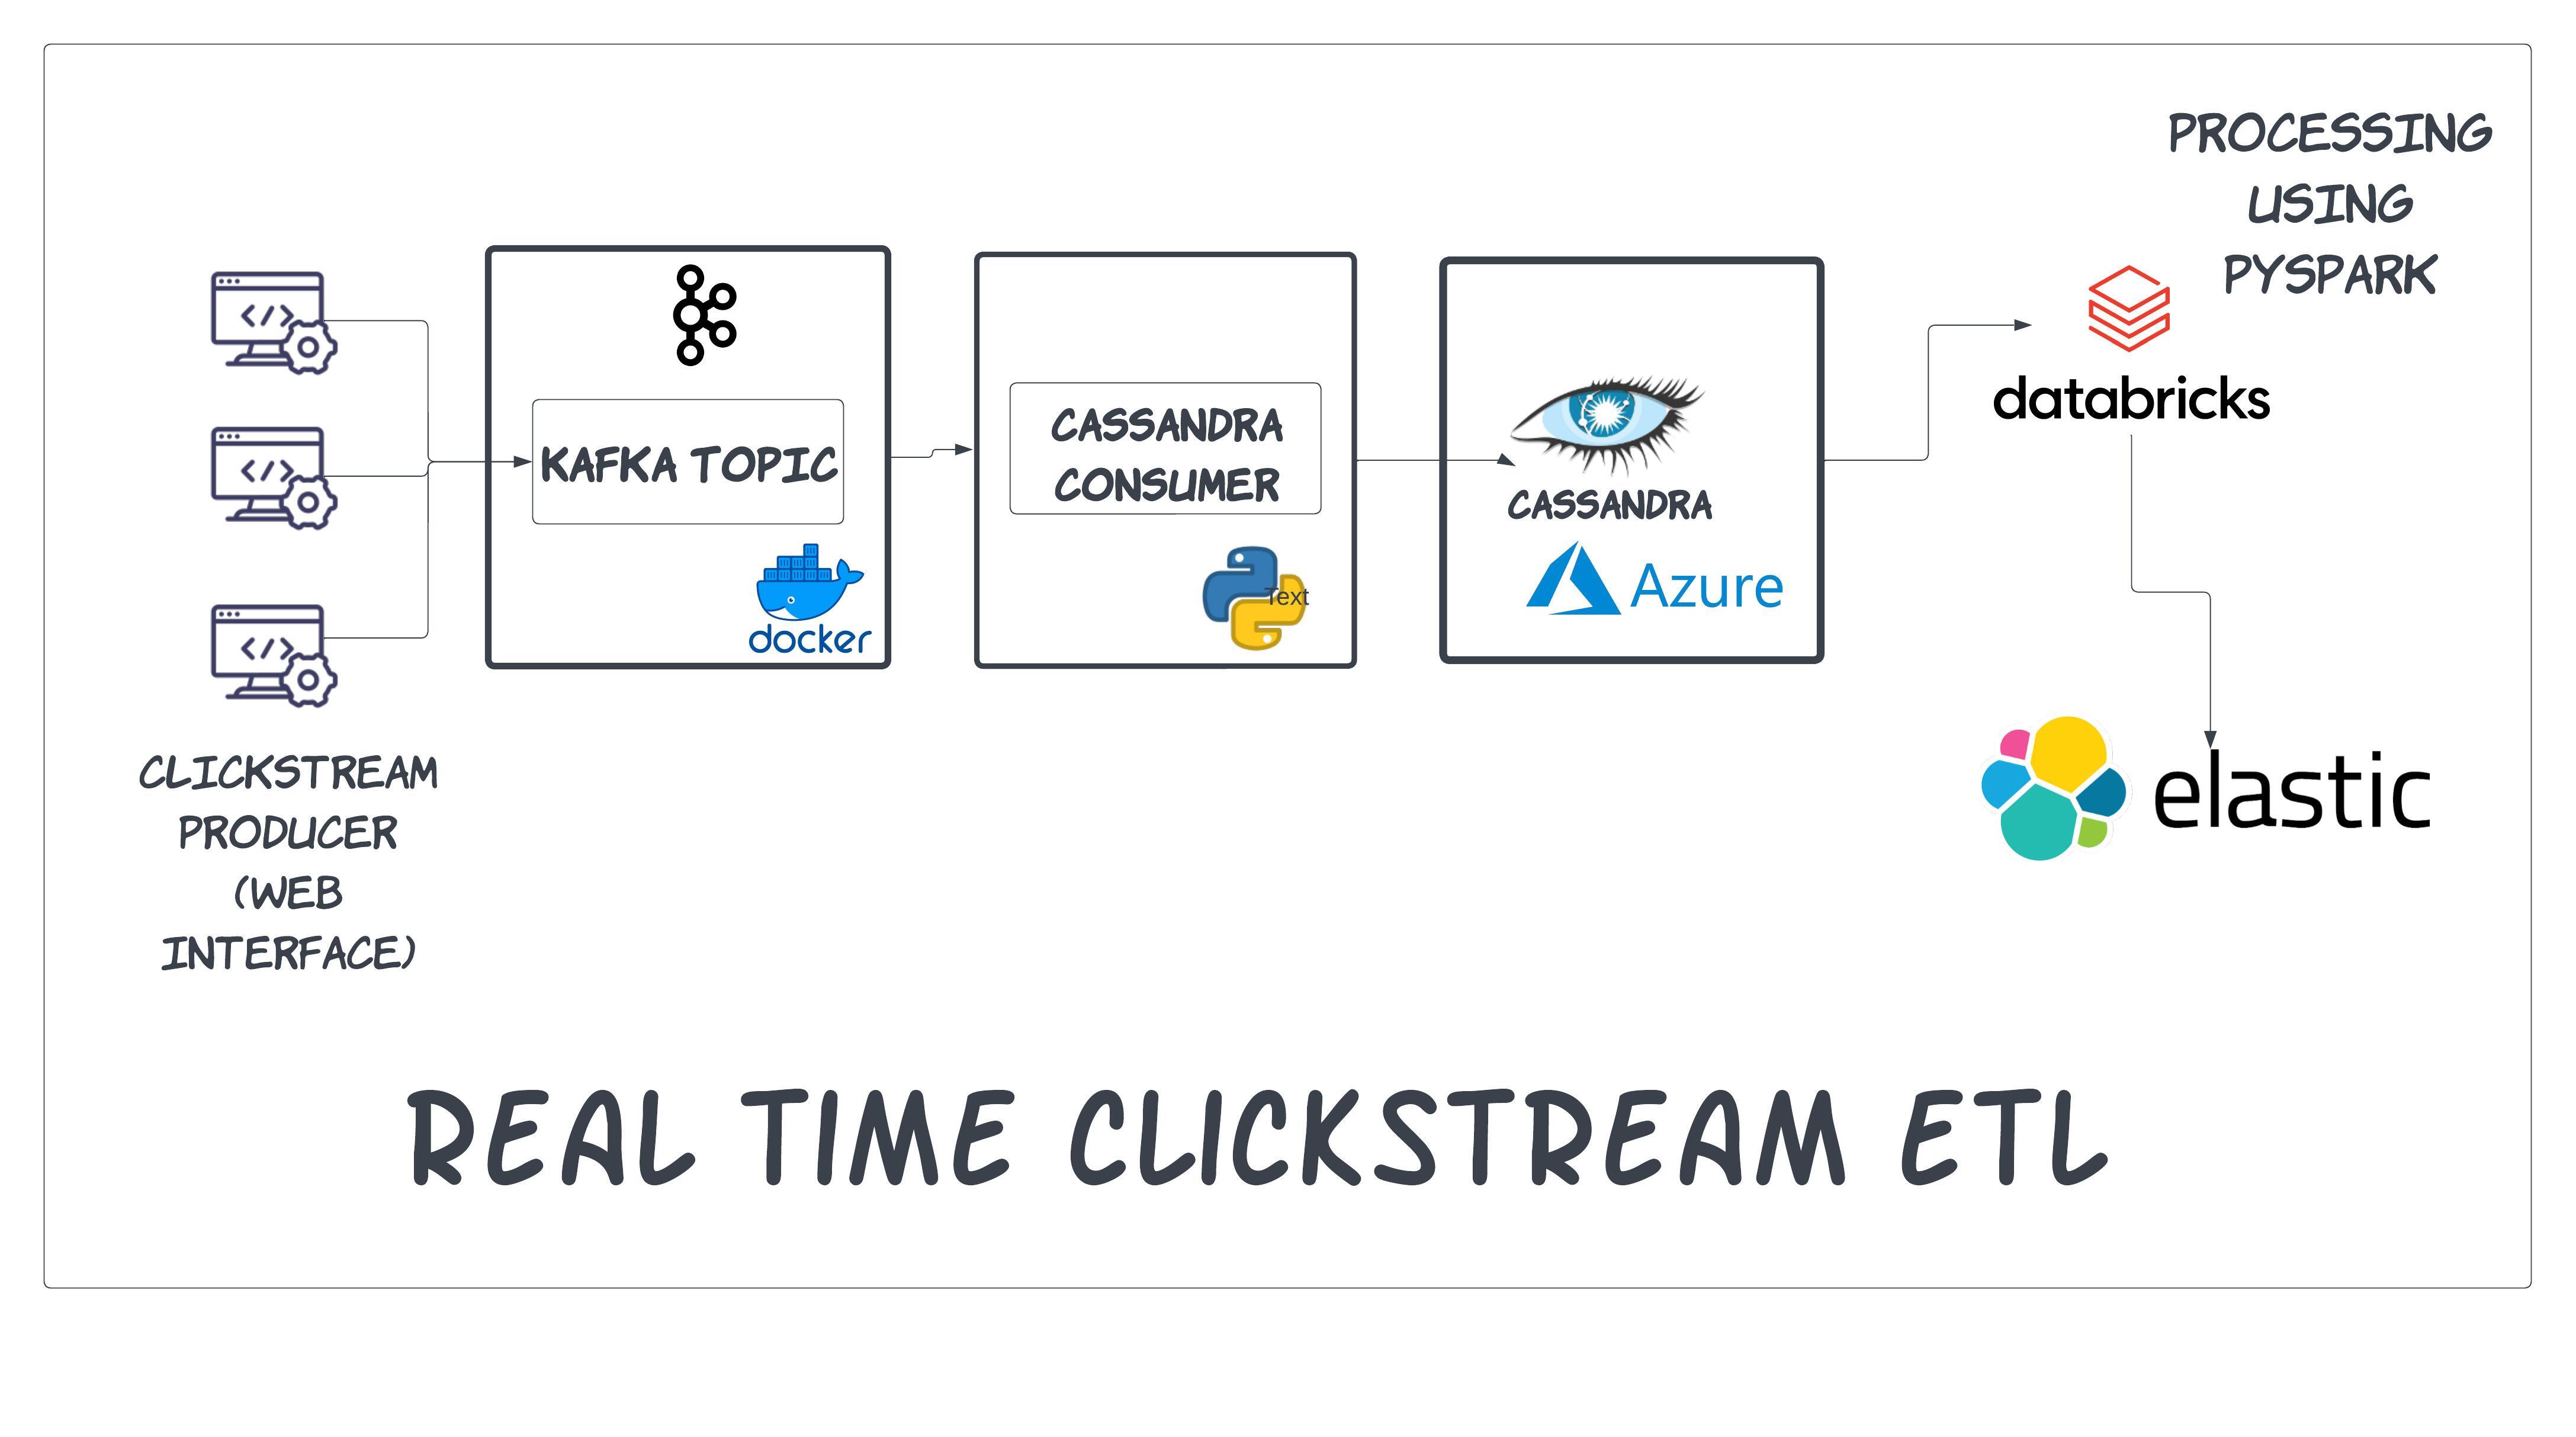 PROCESSING
USING
PYSPARK
databricks
KAFKA TOPIC
docker
CASSANDRA
CONSUMER
Text
CASSANDRA
Azure
elastic
CLICKSTREAM
PRODUCER
(WEB
INTERFACE)
REAL TIME CLICKSTREAM ETL